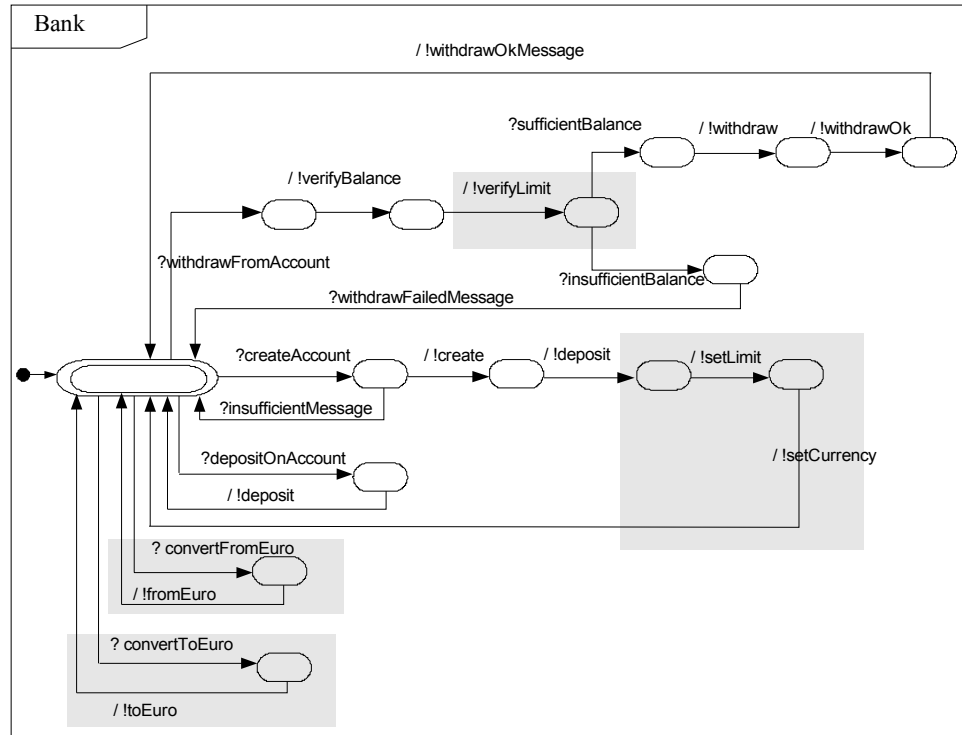 Bank
/ !withdrawOkMessage
?sufficientBalance
/ !withdraw
/ !withdrawOk
/ !verifyBalance
/ !verifyLimit
?withdrawFromAccount
?insufficientBalance
?withdrawFailedMessage
?createAccount
/ !create
/ !deposit
/ !setLimit
?insufficientMessage
?depositOnAccount
/ !setCurrency
/ !deposit
? convertFromEuro
/ !fromEuro
? convertToEuro
/ !toEuro